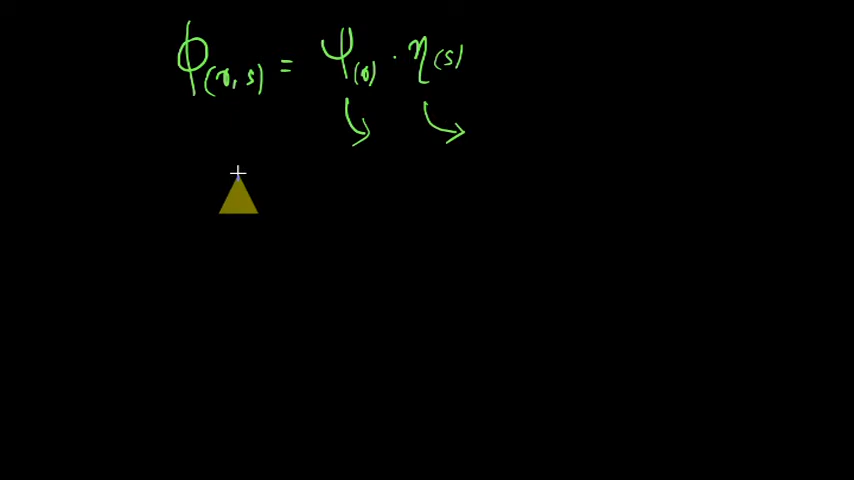 ϕ(r, s) = ψ(r) · η(s)